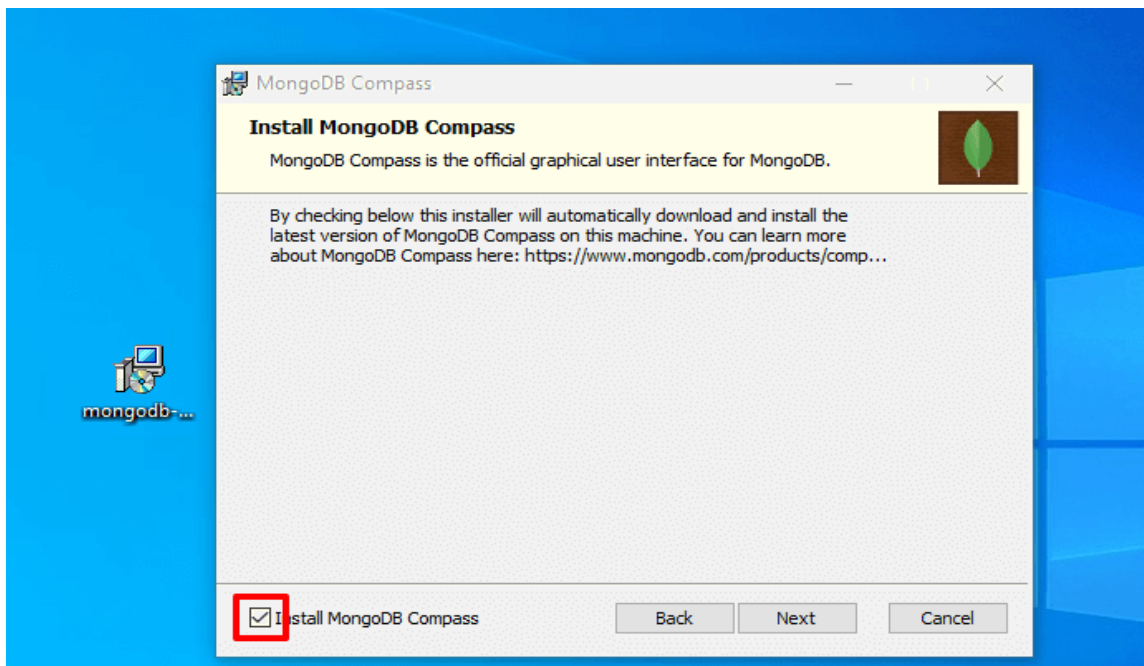 MongoDB Compass
Install MongoDB Compass
MongoDB Compass is the official graphical user interface for MongoDB.
By checking below this installer will automatically download and install the
latest version of MongoDB Compass on this machine. You can learn more
about MongoDB Compass here: https://www.mongodb.com/products/comp...
mongodb-...
Install MongoDB Compass
Back
Next
Cancel